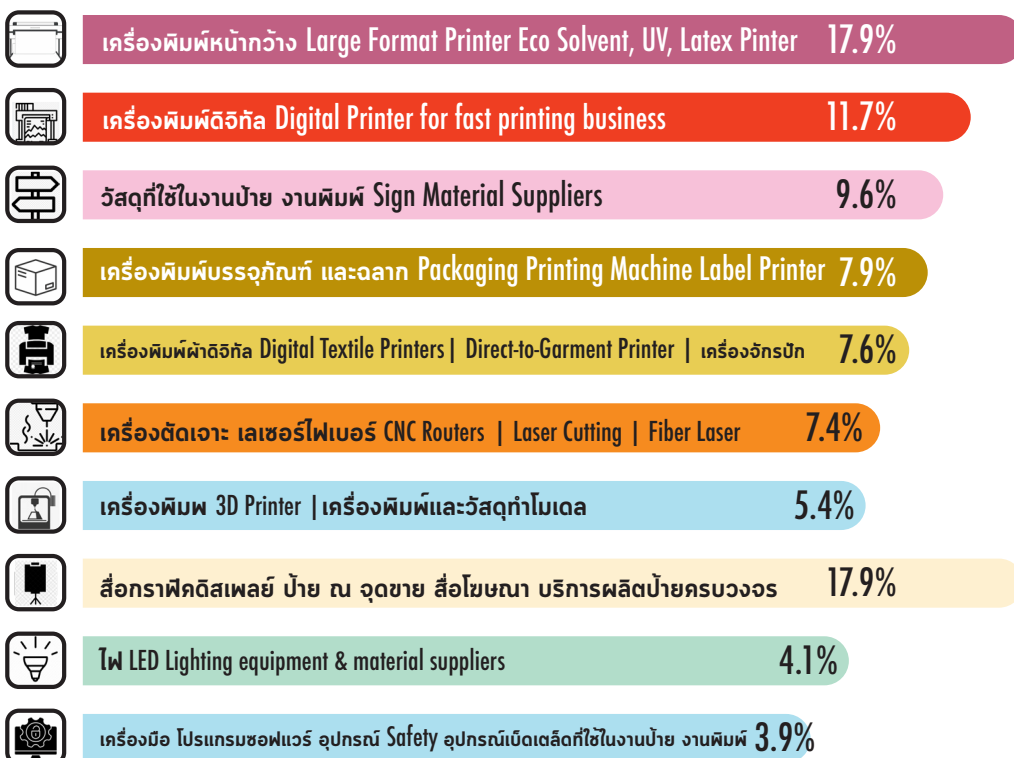 เครื่องพิมพ์หน้ากว้าง Large Format Printer Eco Solvent, UV, Latex Pinter 17.9%
เครื่องพิมพ์ดิจิทัล Digital Printer for fast printing business 11.7%
วัสดุที่ใช้ในงานป้าย งานพิมพ์ Sign Material Suppliers 9.6%
เครื่องพิมพ์บรรจุภัณฑ์ และฉลาก Packaging Printing Machine Label Printer 7.9%
เครื่องพิมพ์ผ้าดิจิทัล Digital Textile Printers | Direct-to-Garment Printer | เครื่องจักรปัก 7.6%
เครื่องตัดเจาะ เลเซอร์ไฟเบอร์ CNC Routers | Laser Cutting | Fiber Laser 7.4%
เครื่องพิมพ 3D Printer | เครื่องพิมพ์และวัสดุทำโมเดล 5.4%
สื่อกราฟิคดิสเพลย์ ป้าย ณ จุดขาย สื่อโฆษณา บริการผลิตป้ายครบวงจร 17.9%
ไฟ LED Lighting equipment & material suppliers 4.1%
เครื่องมือ โปรแกรมซอฟแวร์ อุปกรณ์ Safety อุปกรณ์เบ็ดเตล็ดที่ใช้ในงานป้าย งานพิมพ์ 3.9%